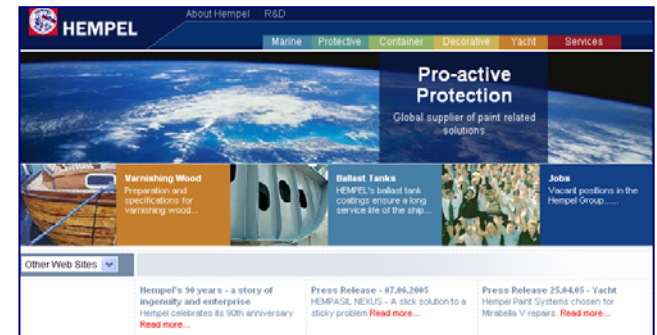 About Hempel R&D
HEMPEL
Marine Protective Container Decorative Yacht Services
Pro-active
Protection
Global supplier of paint related
solutions
Varnishing Wood
Preparation and
specifications for
varnishing wood...
Ballast Tanks
HEMPEL's ballast tank
coatings ensure a long
service life of the ship...
Jobs
Vacant positions in the
Hempel Group......
Other Web Sites
Hempel's 90 years - a story of
ingenuity and enterprise
Hempel celebrates its 90th anniversary
Read more...
Press Release - 07.06.2005
HEMPASIL NEXUS - A slick solution to a
sticky problem Read more...
Press Release 25.04.05 - Yacht
Hempel Paint Systems chosen for
Mirabella V repairs. Read more...